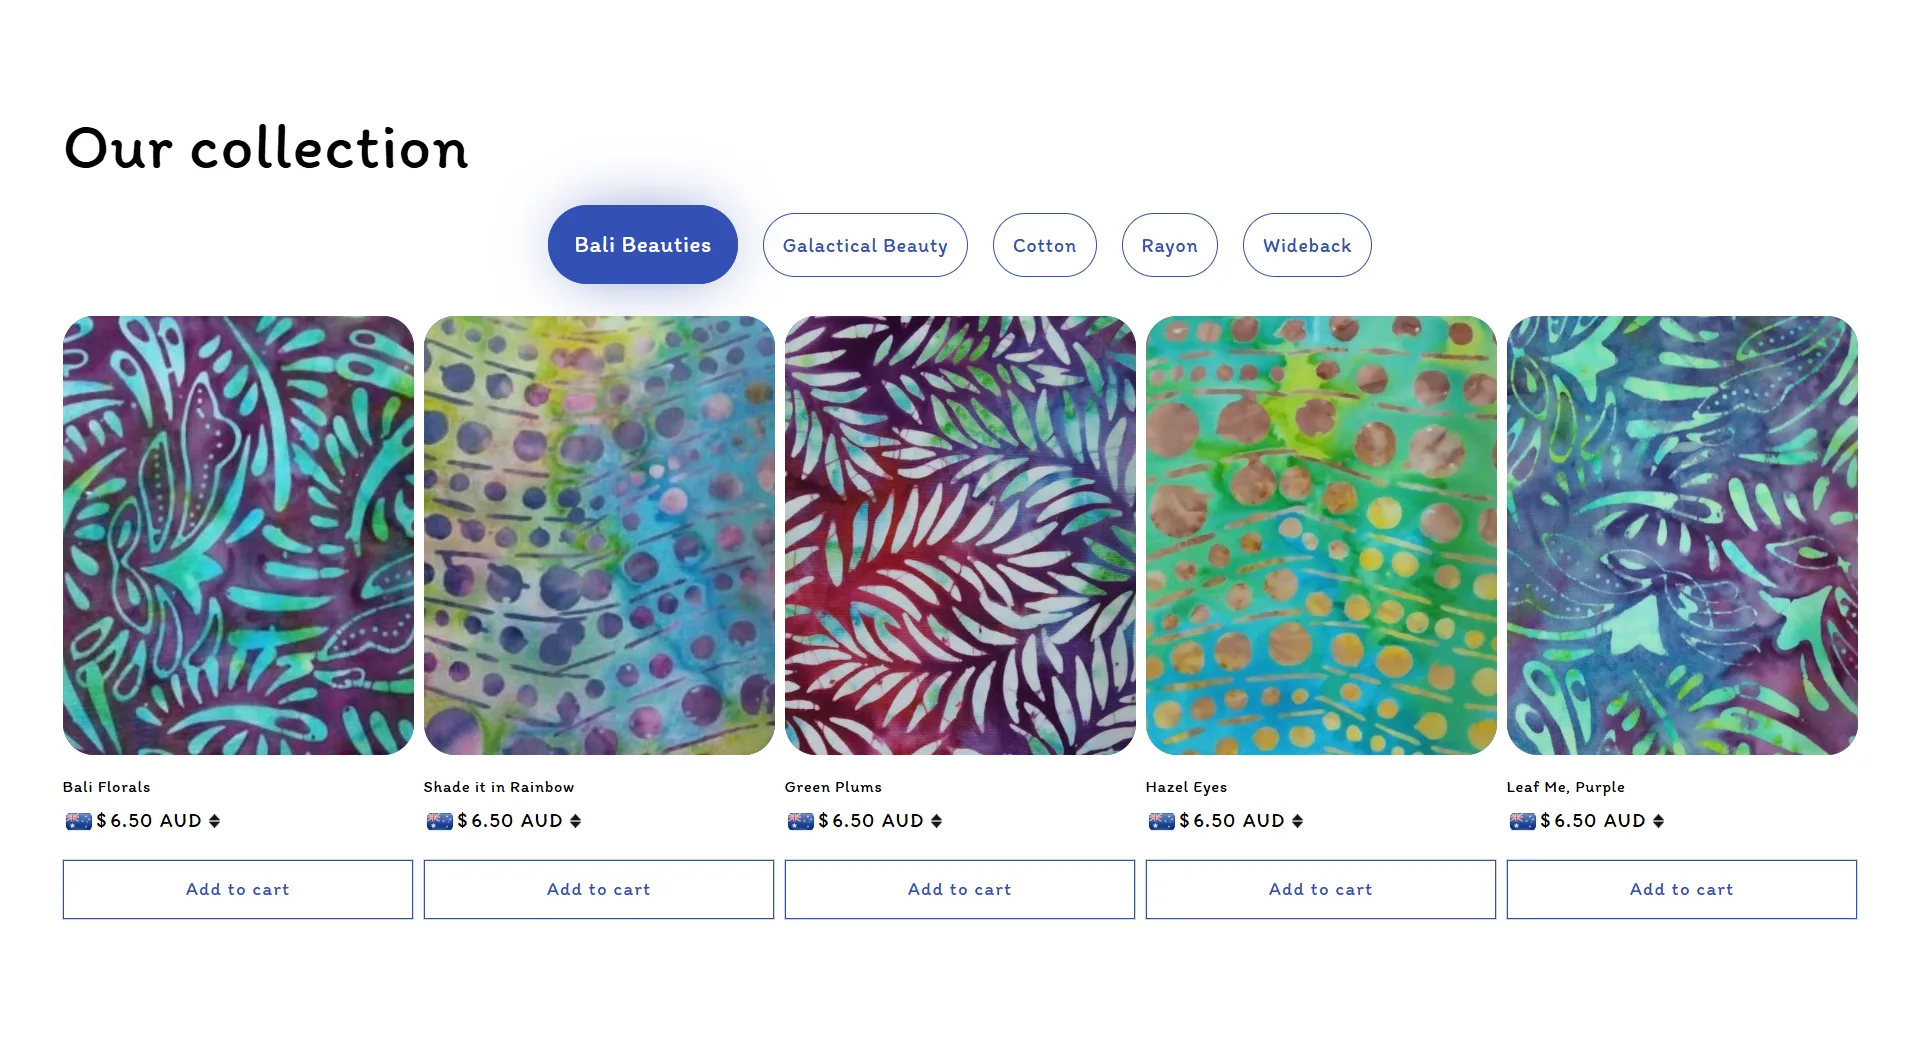 Our collection
Bali Beauties Galactical Beauty Cotton Rayon Wideback
Bali Florals
$6.50 AUD
Add to cart
Shade it in Rainbow
$6.50 AUD
Add to cart
Green Plums
$6.50 AUD
Add to cart
Hazel Eyes
$6.50 AUD
Add to cart
Leaf Me, Purple
$6.50 AUD
Add to cart